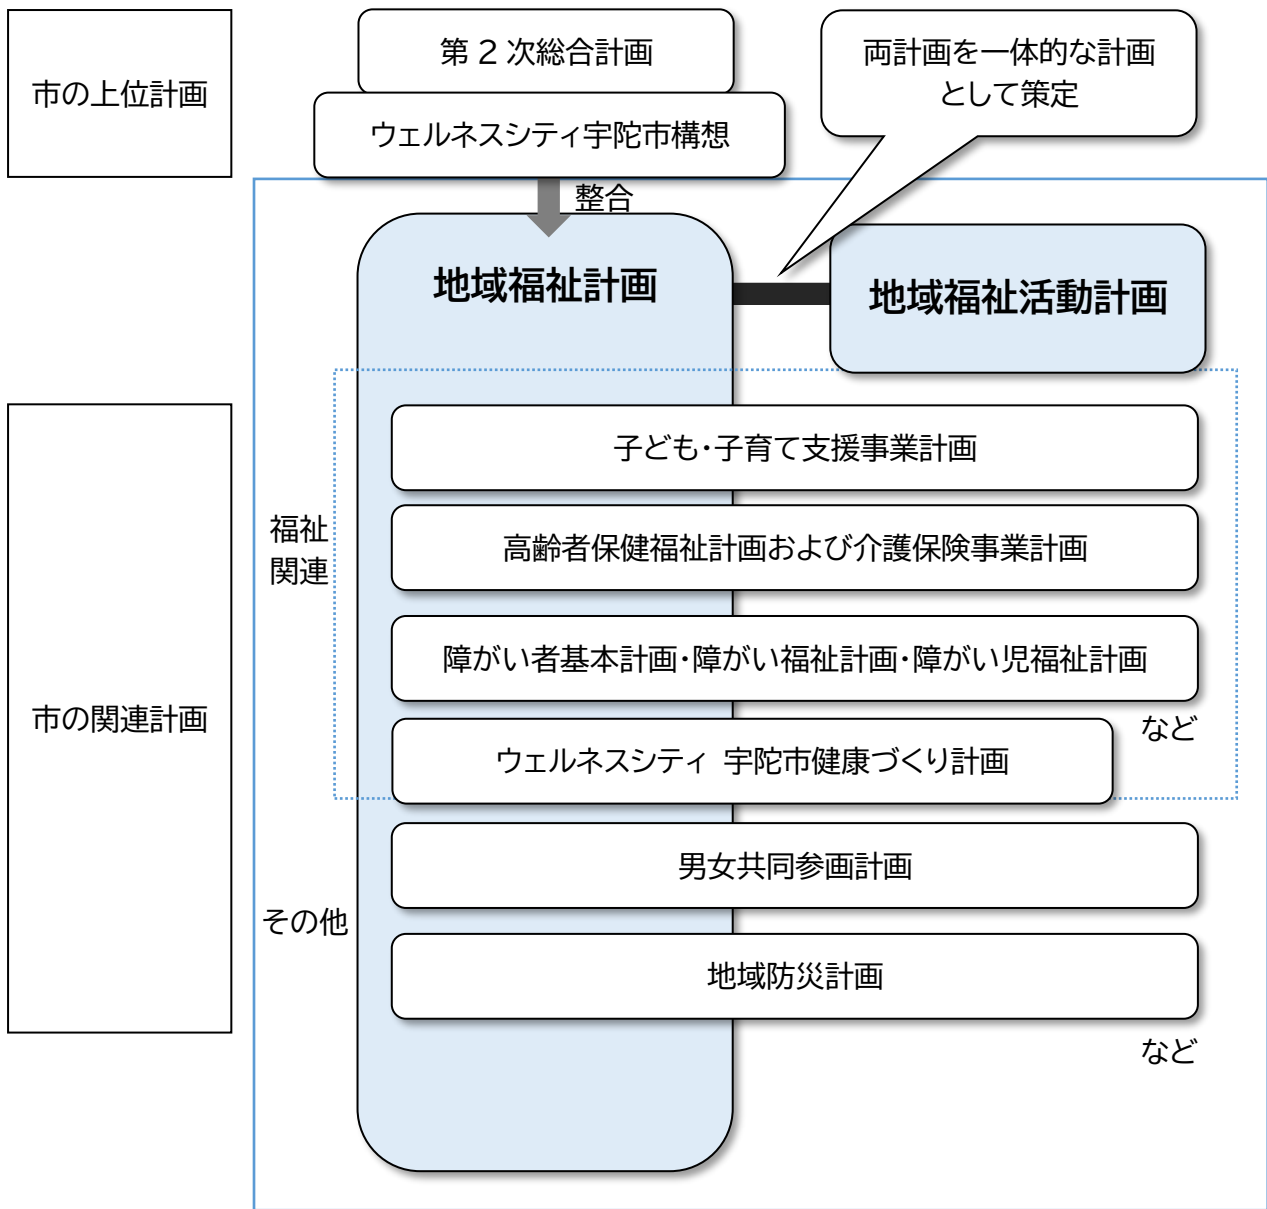 市の上位計画
第2次総合計画
ウェルネスシティ宇陀市構想
両計画を一体的な計画
として策定
整合
地域福祉計画
地域福祉活動計画
市の関連計画
福祉
関連
子ども・子育て支援事業計画
高齢者保健福祉計画および介護保険事業計画
障がい者基本計画・障がい福祉計画・障がい児福祉計画
など
ウェルネスシティ 宇陀市健康づくり計画
その他
男女共同参画計画
地域防災計画
など